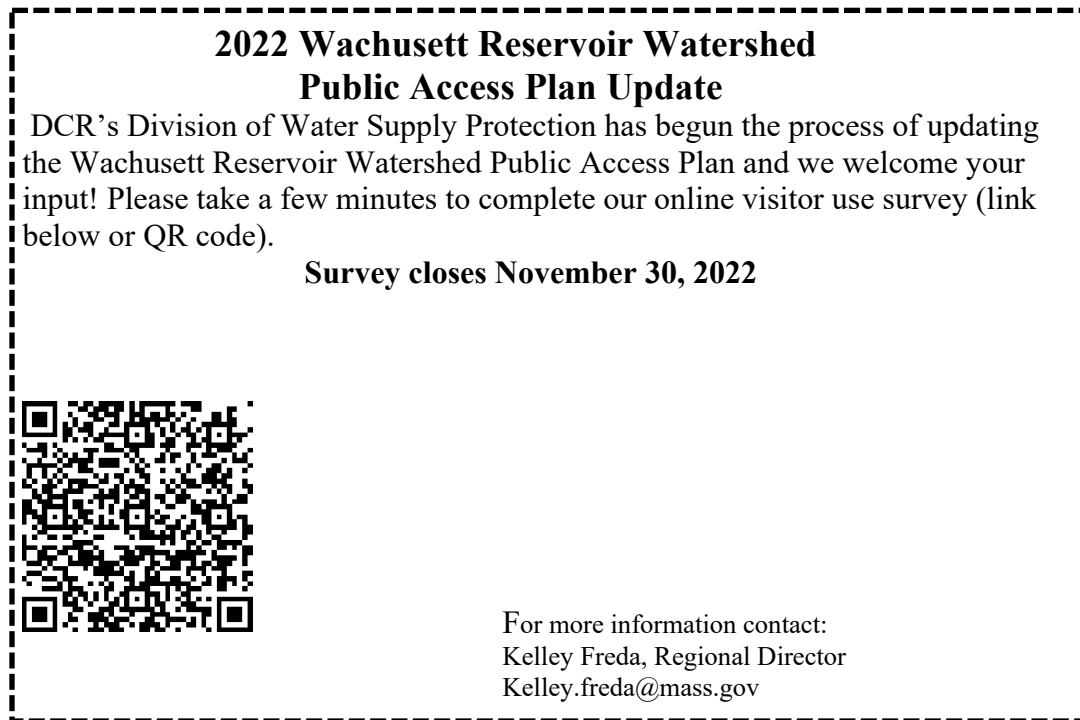 2022 Wachusett Reservoir Watershed
Public Access Plan Update
DCR’s Division of Water Supply Protection has begun the process of updating
the Wachusett Reservoir Watershed Public Access Plan and we welcome your
input! Please take a few minutes to complete our online visitor use survey (link
below or QR code).
Survey closes November 30, 2022
For more information contact:
Kelley Freda, Regional Director
Kelley.freda@mass.gov